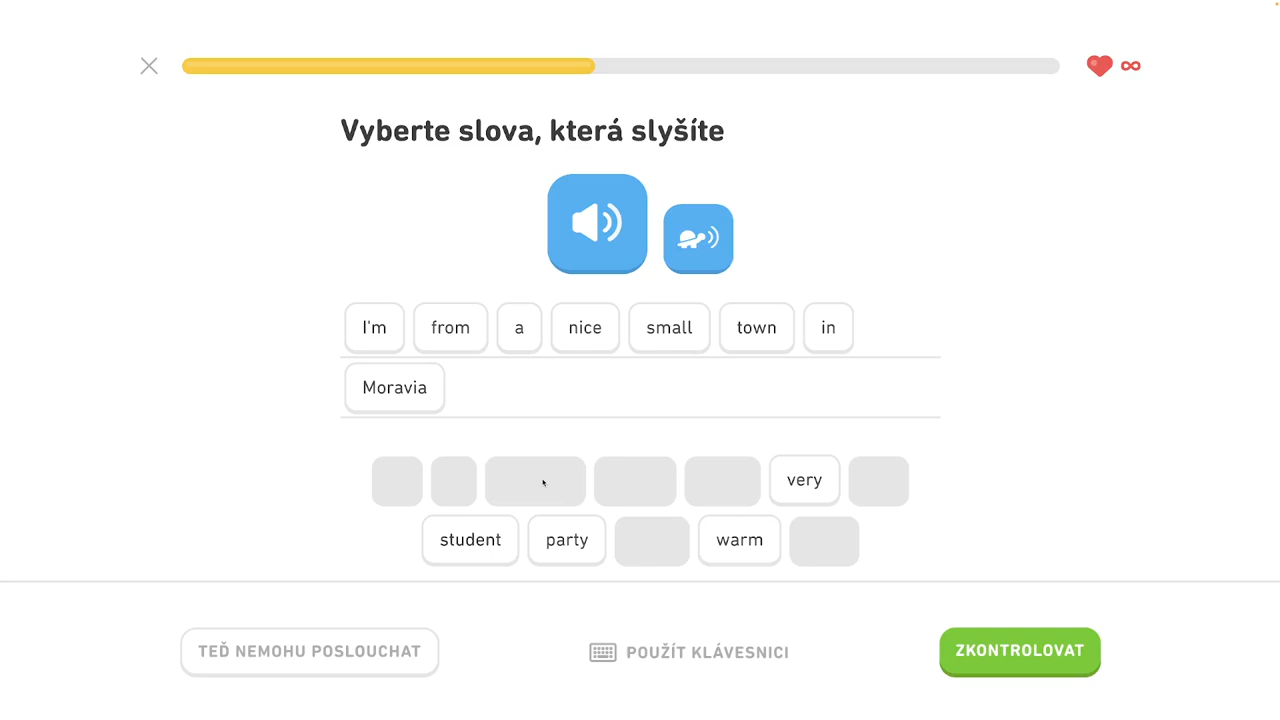 Vyberte slova, která slyšíte
I'm from a nice small town in
Moravia
very
student party warm
TEĎ NEMOHU POSLOUCHAT POUŽÍT KLÁVESNICI ZKONTROLOVAT